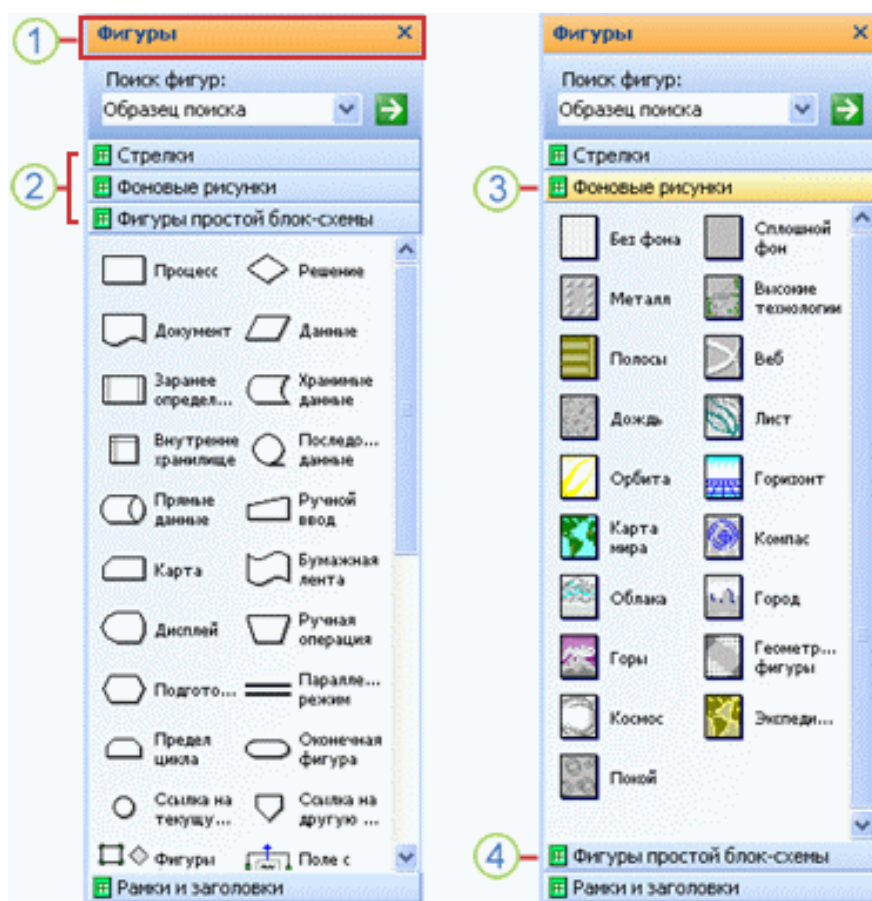 1
Фигуры
Поиск фигур:
Образец поиска
2
Стрелки
Фоновые рисунки
Фигуры простой блок-схемы
Процесс
Решение
Документ
Данные
Заранее
определ...
Хранимые
данные
Внутренне
хранилище
Последо...
данные
Прямые
данные
Ручной
ввод
Карта
Бумажная
лента
Дисплей
Ручная
операция
Подгото...
Паралле...
режим
Предел
цикла
Оконечная
фигура
Ссылка на
текущу...
Ссылка на
другую ...
Фигуры
Поле с
Рамки и заголовки
Фигуры
Поиск фигур:
Образец поиска
Стрелки
3
Фоновые рисунки
Без фона
Сплошной
фон
Металл
Высокие
технологии
Полосы
Веб
Дождь
Лист
Орбита
Горизонт
Карта
мира
Компас
Облака
Город
Горы
Геометр...
фигуры
Космос
Экспеди...
Покой
4
Фигуры простой блок-схемы
Рамки и заголовки